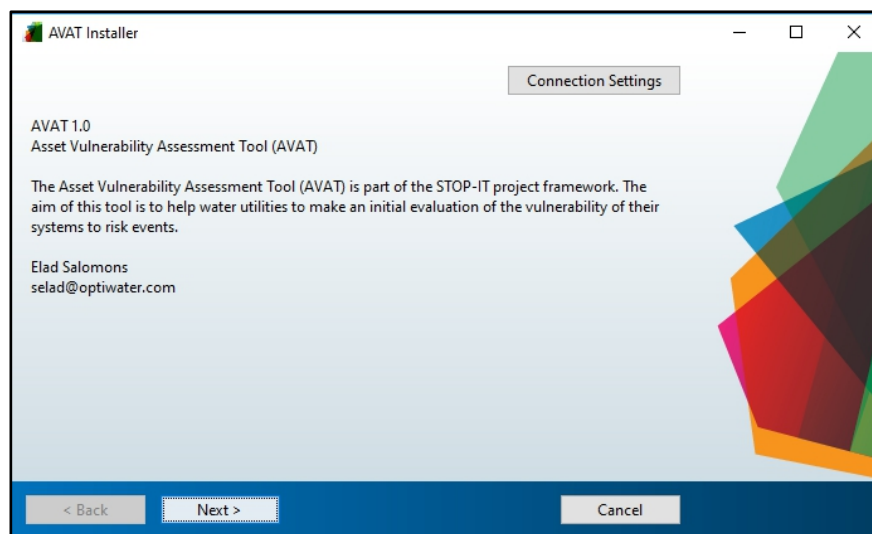 AVAT Installer
Connection Settings
AVAT 1.0
Asset Vulnerability Assessment Tool (AVAT)
The Asset Vulnerability Assessment Tool (AVAT) is part of the STOP-IT project framework. The
aim of this tool is to help water utilities to make an initial evaluation of the vulnerability of their
systems to risk events.
Elad Salomons
selad@optiwater.com
< Back
Next >
Cancel